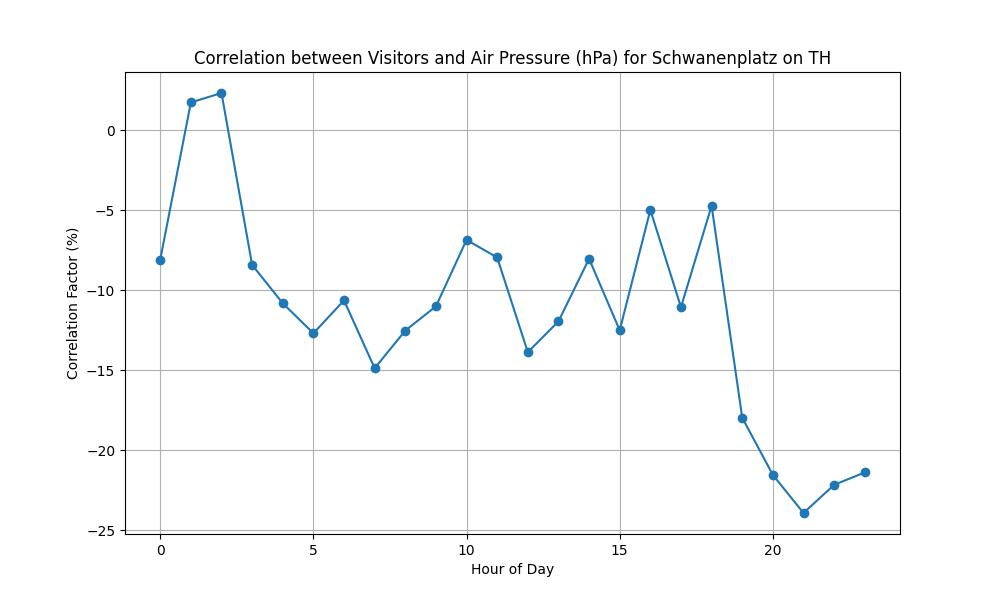 Correlation between Visitors and Air Pressure (hPa) for Schwanenplatz on TH
Correlation Factor (%)
0
−5
−10
−15
−20
−25
0 5 10 15 20
Hour of Day